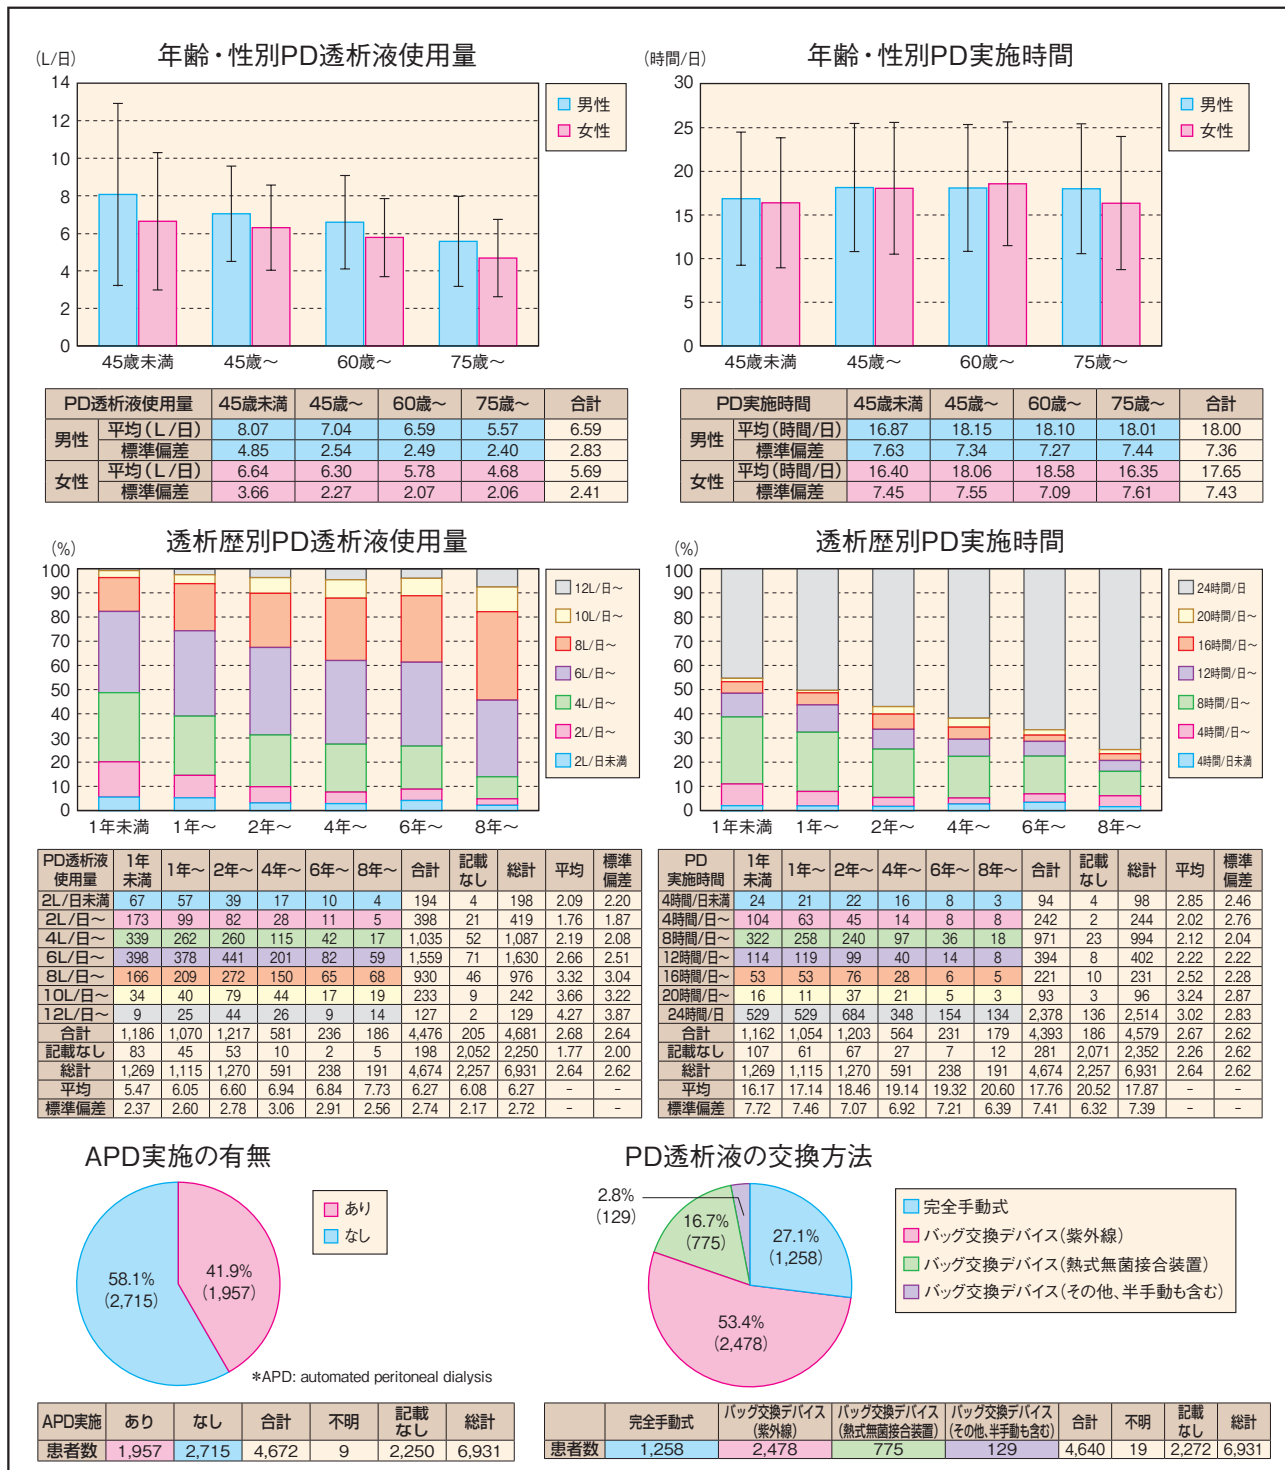 年齢・性別PD透析液使用量
(L/日)
14
12
10
8
6
4
2
0
45歳未満 45歳～ 60歳～ 75歳～
男性
女性
PD透析液使用量 45歳未満 45歳～ 60歳～ 75歳～ 合計
男性 平均(L/日) 8.07 7.04 6.59 5.57 6.59
標準偏差 4.85 2.54 2.49 2.40 2.83
女性 平均(L/日) 6.64 6.30 5.78 4.68 5.69
標準偏差 3.66 2.27 2.07 2.06 2.41
年齢・性別PD実施時間
(時間/日)
30
25
20
15
10
5
0
45歳未満 45歳～ 60歳～ 75歳～
男性
女性
PD実施時間 45歳未満 45歳～ 60歳～ 75歳～ 合計
男性 平均(時間/日) 16.87 18.15 18.10 18.01 18.00
標準偏差 7.63 7.34 7.27 7.44 7.36
女性 平均(時間/日) 16.40 18.06 18.58 16.35 17.65
標準偏差 7.45 7.55 7.09 7.61 7.43
透析歴別PD透析液使用量
(%)
100
90
80
70
60
50
40
30
20
10
0
1年未満 1年～ 2年～ 4年～ 6年～ 8年～
12L/日～
10L/日～
8L/日～
6L/日～
4L/日～
2L/日～
2L/日未満
PD透析液使用量 1年未満 1年～ 2年～ 4年～ 6年～ 8年～ 合計 記載なし 総計 平均 標準偏差
2L/日未満 67 57 39 17 10 4 194 4 198 2.09 2.20
2L/日～ 173 99 82 28 11 5 398 21 419 1.76 1.87
4L/日～ 339 262 260 115 42 17 1,035 52 1,087 2.19 2.08
6L/日～ 398 378 441 201 82 59 1,559 71 1,630 2.66 2.51
8L/日～ 166 209 272 150 65 68 930 46 976 3.32 3.04
10L/日～ 34 40 79 44 17 19 233 9 242 3.66 3.22
12L/日～ 9 25 44 26 9 14 127 2 129 4.27 3.87
合計 1,186 1,070 1,217 581 236 186 4,476 205 4,681 2.68 2.64
記載なし 83 45 53 10 2 5 198 2,052 2,250 1.77 2.00
総計 1,269 1,115 1,270 591 238 191 4,674 2,257 6,931 2.64 2.62
平均 5.47 6.05 6.60 6.94 6.84 7.73 6.27 6.08 6.27 – –
標準偏差 2.37 2.60 2.78 3.06 2.91 2.56 2.74 2.17 2.72 – –
透析歴別PD実施時間
(%)
100
90
80
70
60
50
40
30
20
10
0
1年未満 1年～ 2年～ 4年～ 6年～ 8年～
24時間/日
20時間/日～
16時間/日～
12時間/日～
8時間/日～
4時間/日～
4時間/日未満
PD実施時間 1年未満 1年～ 2年～ 4年～ 6年～ 8年～ 合計 記載なし 総計 平均 標準偏差
4時間/日未満 24 21 22 16 8 3 94 4 98 2.85 2.46
4時間/日～ 104 63 45 14 8 8 242 2 244 2.02 2.76
8時間/日～ 322 258 240 97 36 18 971 23 994 2.12 2.04
12時間/日～ 114 119 99 40 14 8 394 8 402 2.22 2.22
16時間/日～ 53 53 76 28 6 5 221 10 231 2.52 2.28
20時間/日～ 16 11 37 21 5 3 93 3 96 3.24 2.87
24時間/日 529 529 684 348 154 134 2,378 136 2,514 3.02 2.83
合計 1,162 1,054 1,203 564 231 179 4,393 186 4,579 2.67 2.62
記載なし 107 61 67 27 7 12 281 2,071 2,352 2.26 2.62
総計 1,269 1,115 1,270 591 238 191 4,674 2,257 6,931 2.64 2.62
平均 16.17 17.14 18.46 19.14 19.32 20.60 17.76 20.52 17.87 – –
標準偏差 7.72 7.46 7.07 6.92 7.21 6.39 7.41 6.32 7.39 – –
APD実施の有無
58.1%
(2,715)
41.9%
(1,957)
あり
なし
*APD: automated peritoneal dialysis
APD実施 あり なし 合計 不明 記載なし 総計
患者数 1,957 2,715 4,672 9 2,250 6,931
PD透析液の交換方法
2.8%
(129)
16.7%
(775)
27.1%
(1,258)
53.4%
(2,478)
完全手動式
バッグ交換デバイス(紫外線)
バッグ交換デバイス(熱式無菌接合装置)
バッグ交換デバイス(その他、半手動も含む)
完全手動式 バッグ交換デバイス(紫外線) バッグ交換デバイス(熱式無菌接合装置) バッグ交換デバイス(その他、半手動も含む) 合計 不明 記載なし 総計
患者数 1,258 2,478 775 129 4,640 19 2,272 6,931